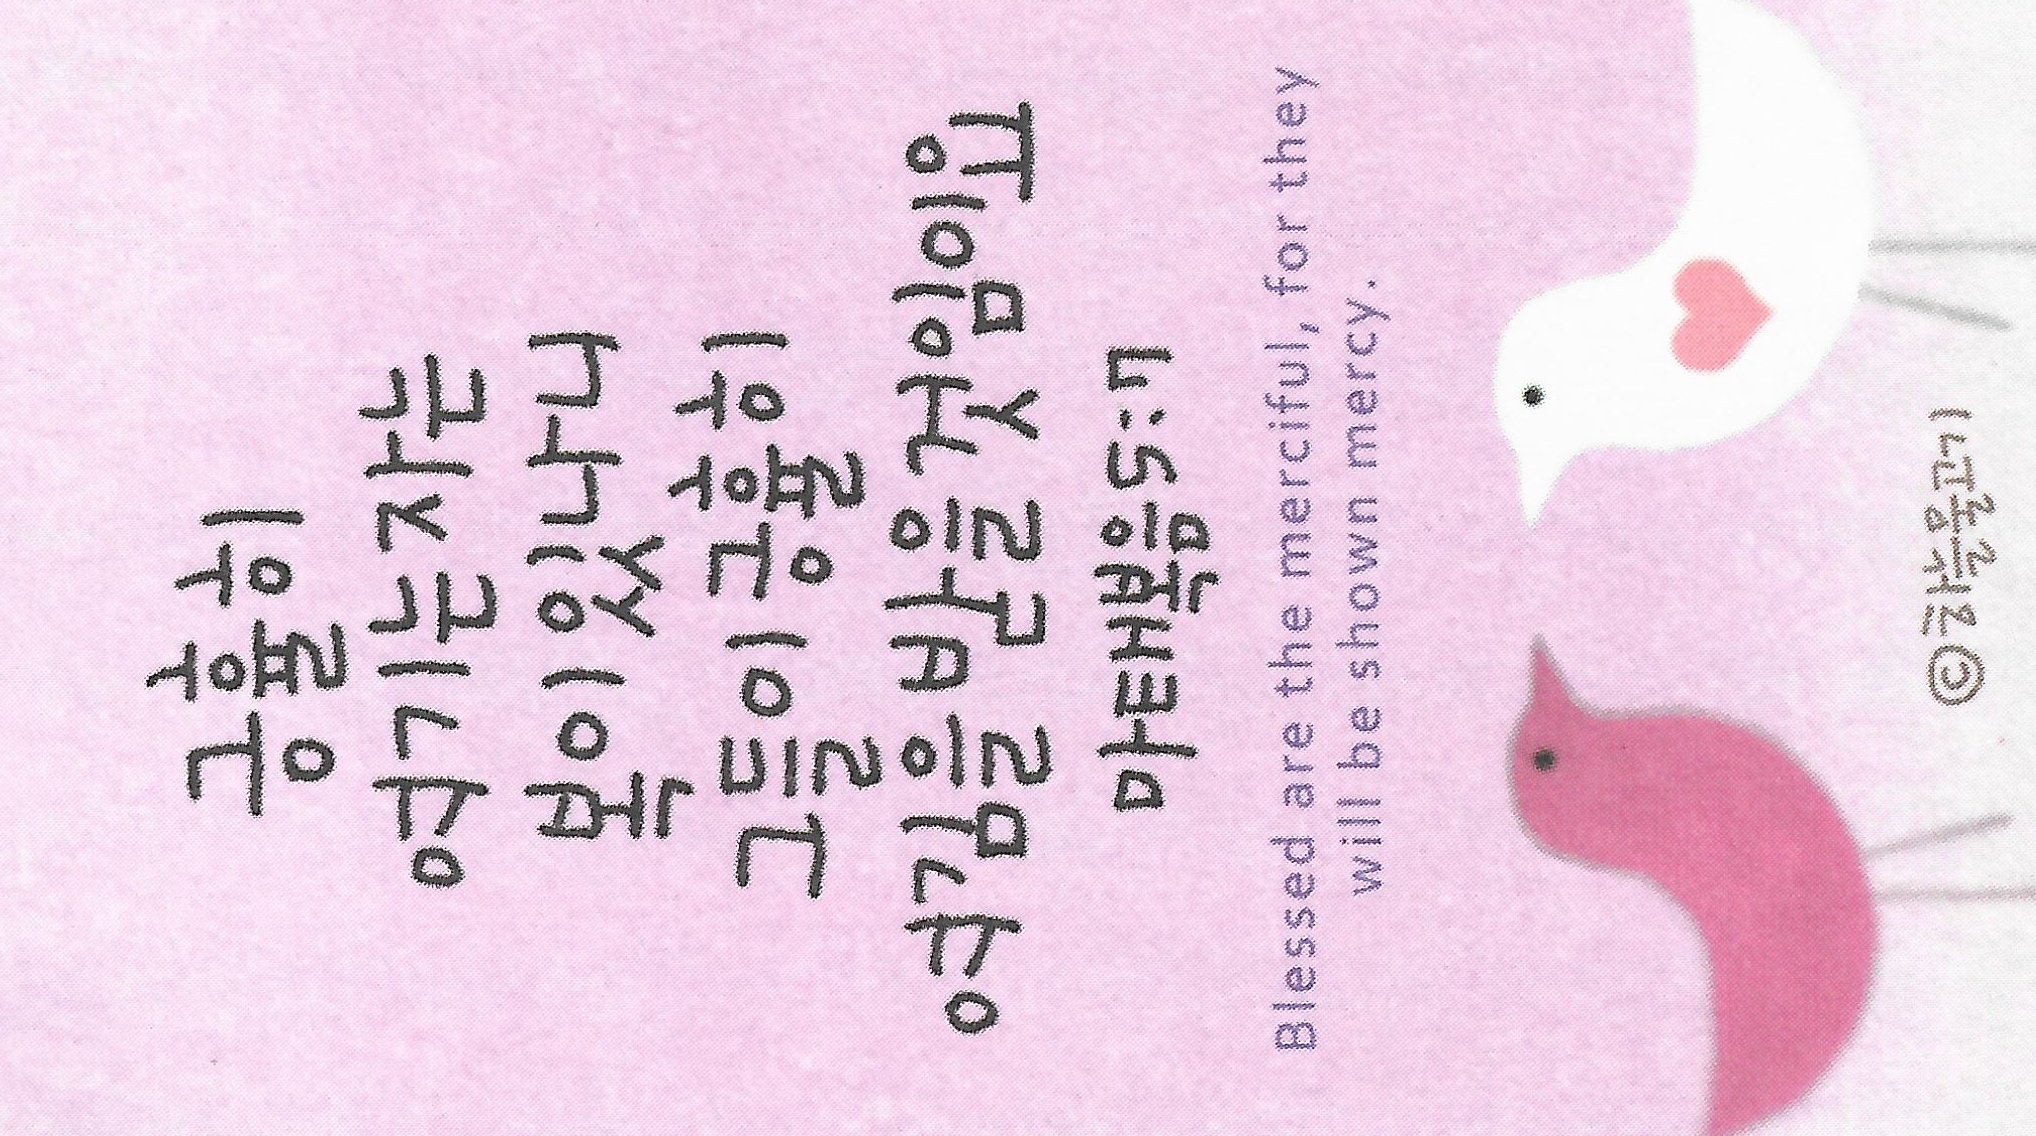 긍휼히
여기는 자는
복이 있나니
그들이 긍휼히
여김을 받을 것임이요
마태복음 5:7
Blessed are the merciful, for they
will be shown mercy.
ⓒ하늘물고기